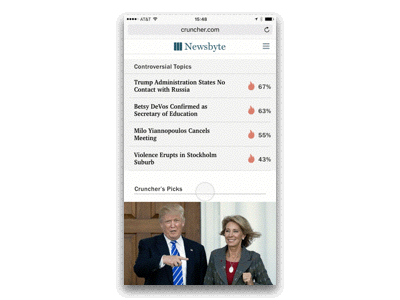 AT&T
15:48
cruncher.com
Newsbyte
Controversial Topics
Trump Administration States No
Contact with Russia
67%
Betsy DeVos Confirmed as
Secretary of Education
63%
Milo Yiannopoulos Cancels
Meeting
55%
Violence Erupts in Stockholm
Suburb
43%
Cruncher's Picks